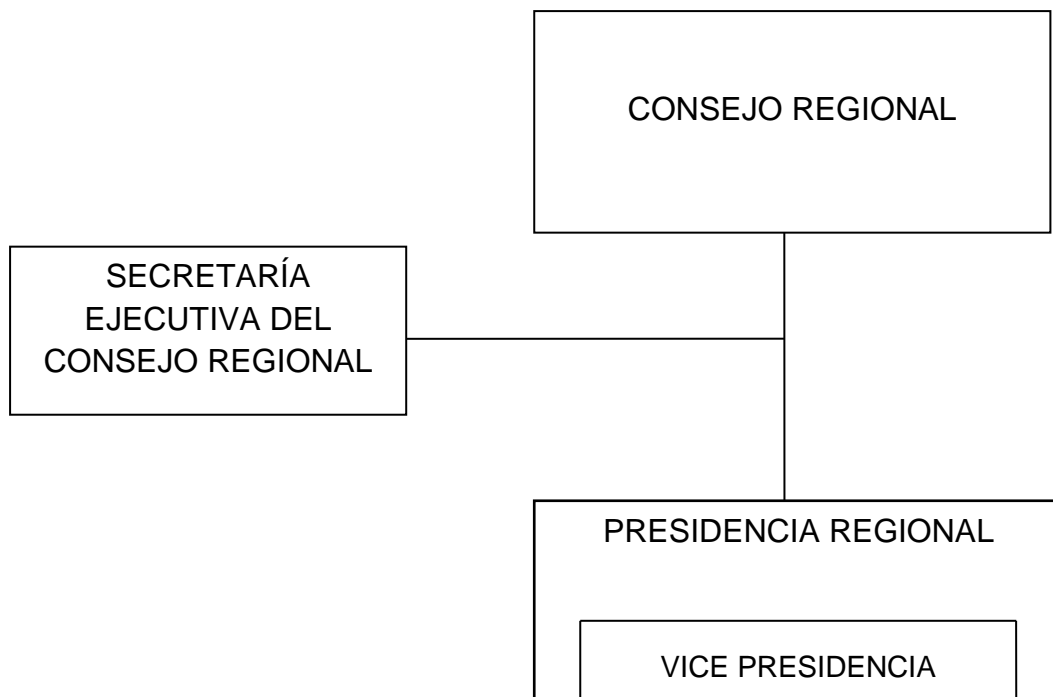 CONSEJO REGIONAL
SECRETARÍA
EJECUTIVA DEL
CONSEJO REGIONAL
PRESIDENCIA REGIONAL
VICE PRESIDENCIA